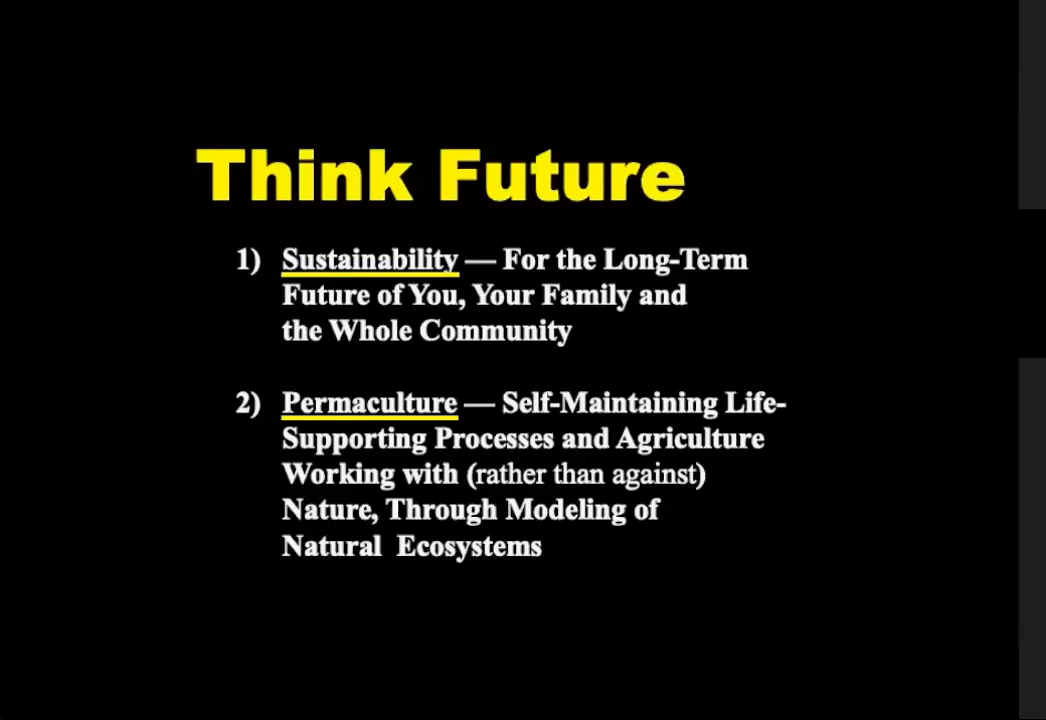 Think Future
1) Sustainability — For the Long-Term
Future of You, Your Family and
the Whole Community
2) Permaculture — Self-Maintaining Life-
Supporting Processes and Agriculture
Working with (rather than against)
Nature, Through Modeling of
Natural Ecosystems